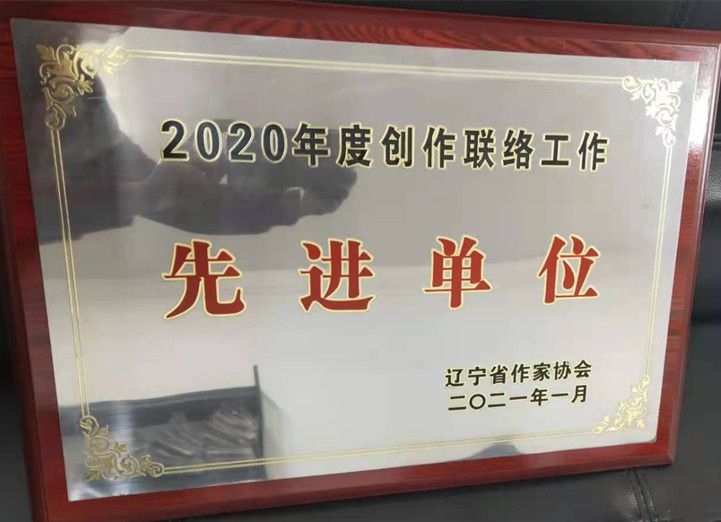 2020年度创作联络工作
先进单位
辽宁省作家协会
二〇二一年一月